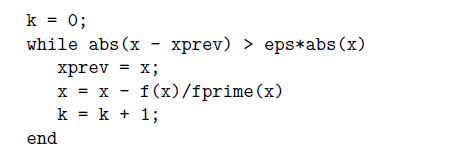 k = 0;
while abs(x - xprev) > eps*abs(x)
   xprev = x;
   x = x - f(x)/fprime(x)
   k = k + 1;
end